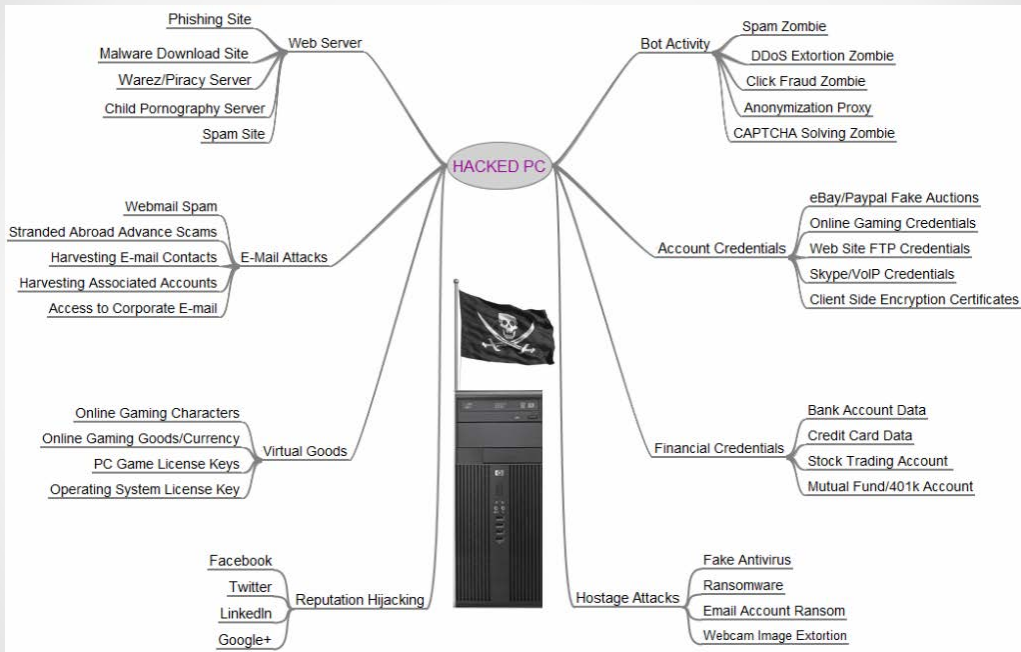 HACKED PC
Web Server
Phishing Site
Malware Download Site
Warez/Piracy Server
Child Pornography Server
Spam Site
E-Mail Attacks
Webmail Spam
Stranded Abroad Advance Scams
Harvesting E-mail Contacts
Harvesting Associated Accounts
Access to Corporate E-mail
Virtual Goods
Online Gaming Characters
Online Gaming Goods/Currency
PC Game License Keys
Operating System License Key
Reputation Hijacking
Facebook
Twitter
LinkedIn
Google+
Bot Activity
Spam Zombie
DDoS Extortion Zombie
Click Fraud Zombie
Anonymization Proxy
CAPTCHA Solving Zombie
Account Credentials
eBay/Paypal Fake Auctions
Online Gaming Credentials
Web Site FTP Credentials
Skype/VoIP Credentials
Client Side Encryption Certificates
Financial Credentials
Bank Account Data
Credit Card Data
Stock Trading Account
Mutual Fund/401k Account
Hostage Attacks
Fake Antivirus
Ransomware
Email Account Ransom
Webcam Image Extortion
hp